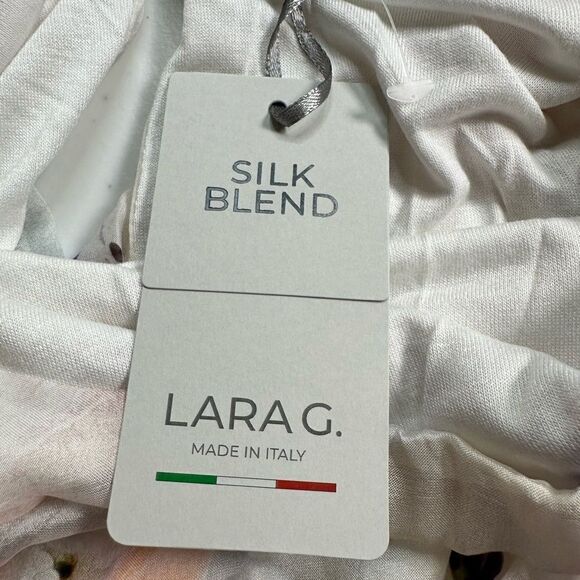 SILK
BLEND
LARA G.
MADE IN ITALY